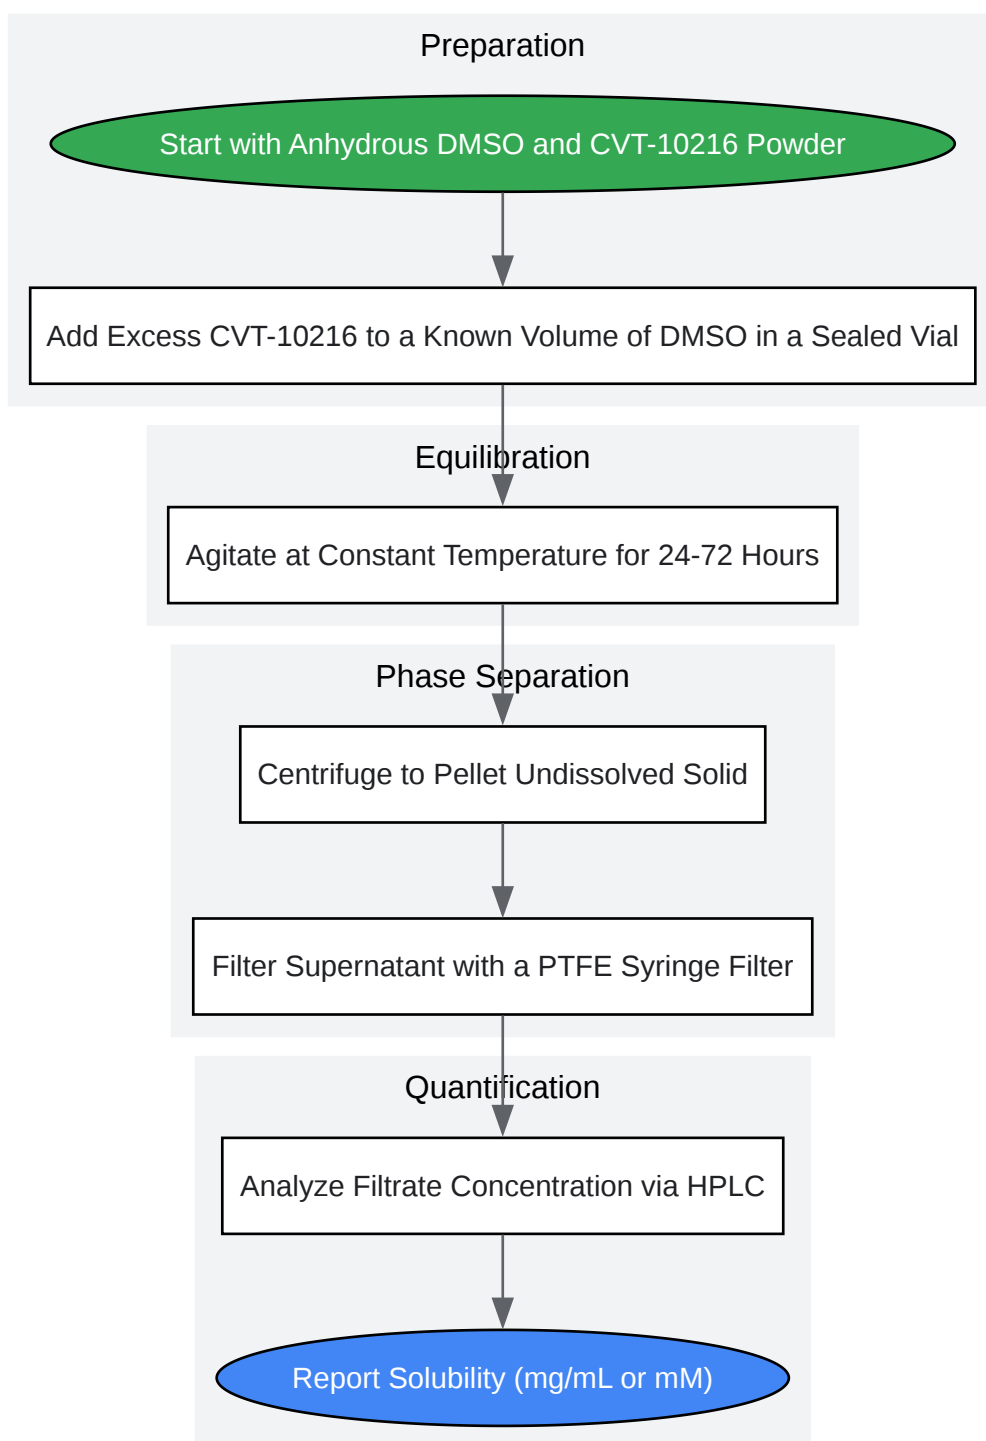 Preparation
Start with Anhydrous DMSO and CVT-10216 Powder
Add Excess CVT-10216 to a Known Volume of DMSO in a Sealed Vial
Equilibration
Agitate at Constant Temperature for 24-72 Hours
Phase Separation
Centrifuge to Pellet Undissolved Solid
Filter Supernatant with a PTFE Syringe Filter
Quantification
Analyze Filtrate Concentration via HPLC
Report Solubility (mg/mL or mM)